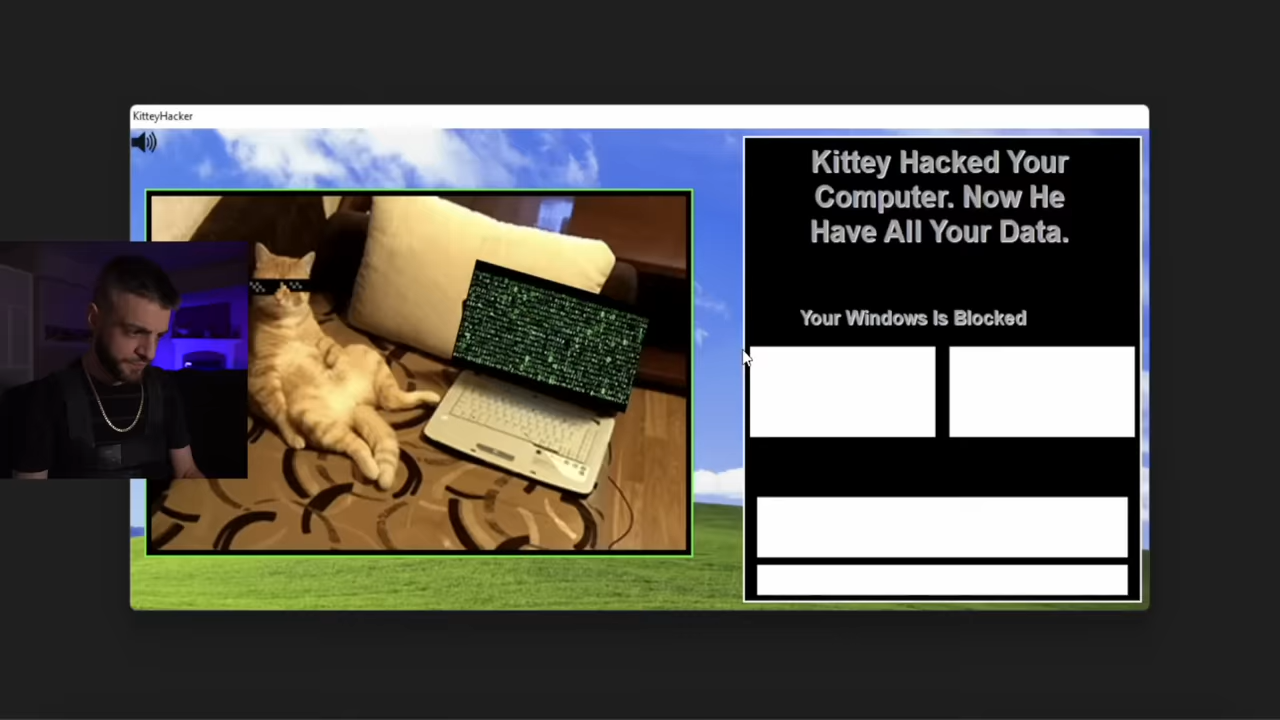 KitteyHacker
Kittey Hacked Your
Computer. Now He
Have All Your Data.
Your Windows Is Blocked